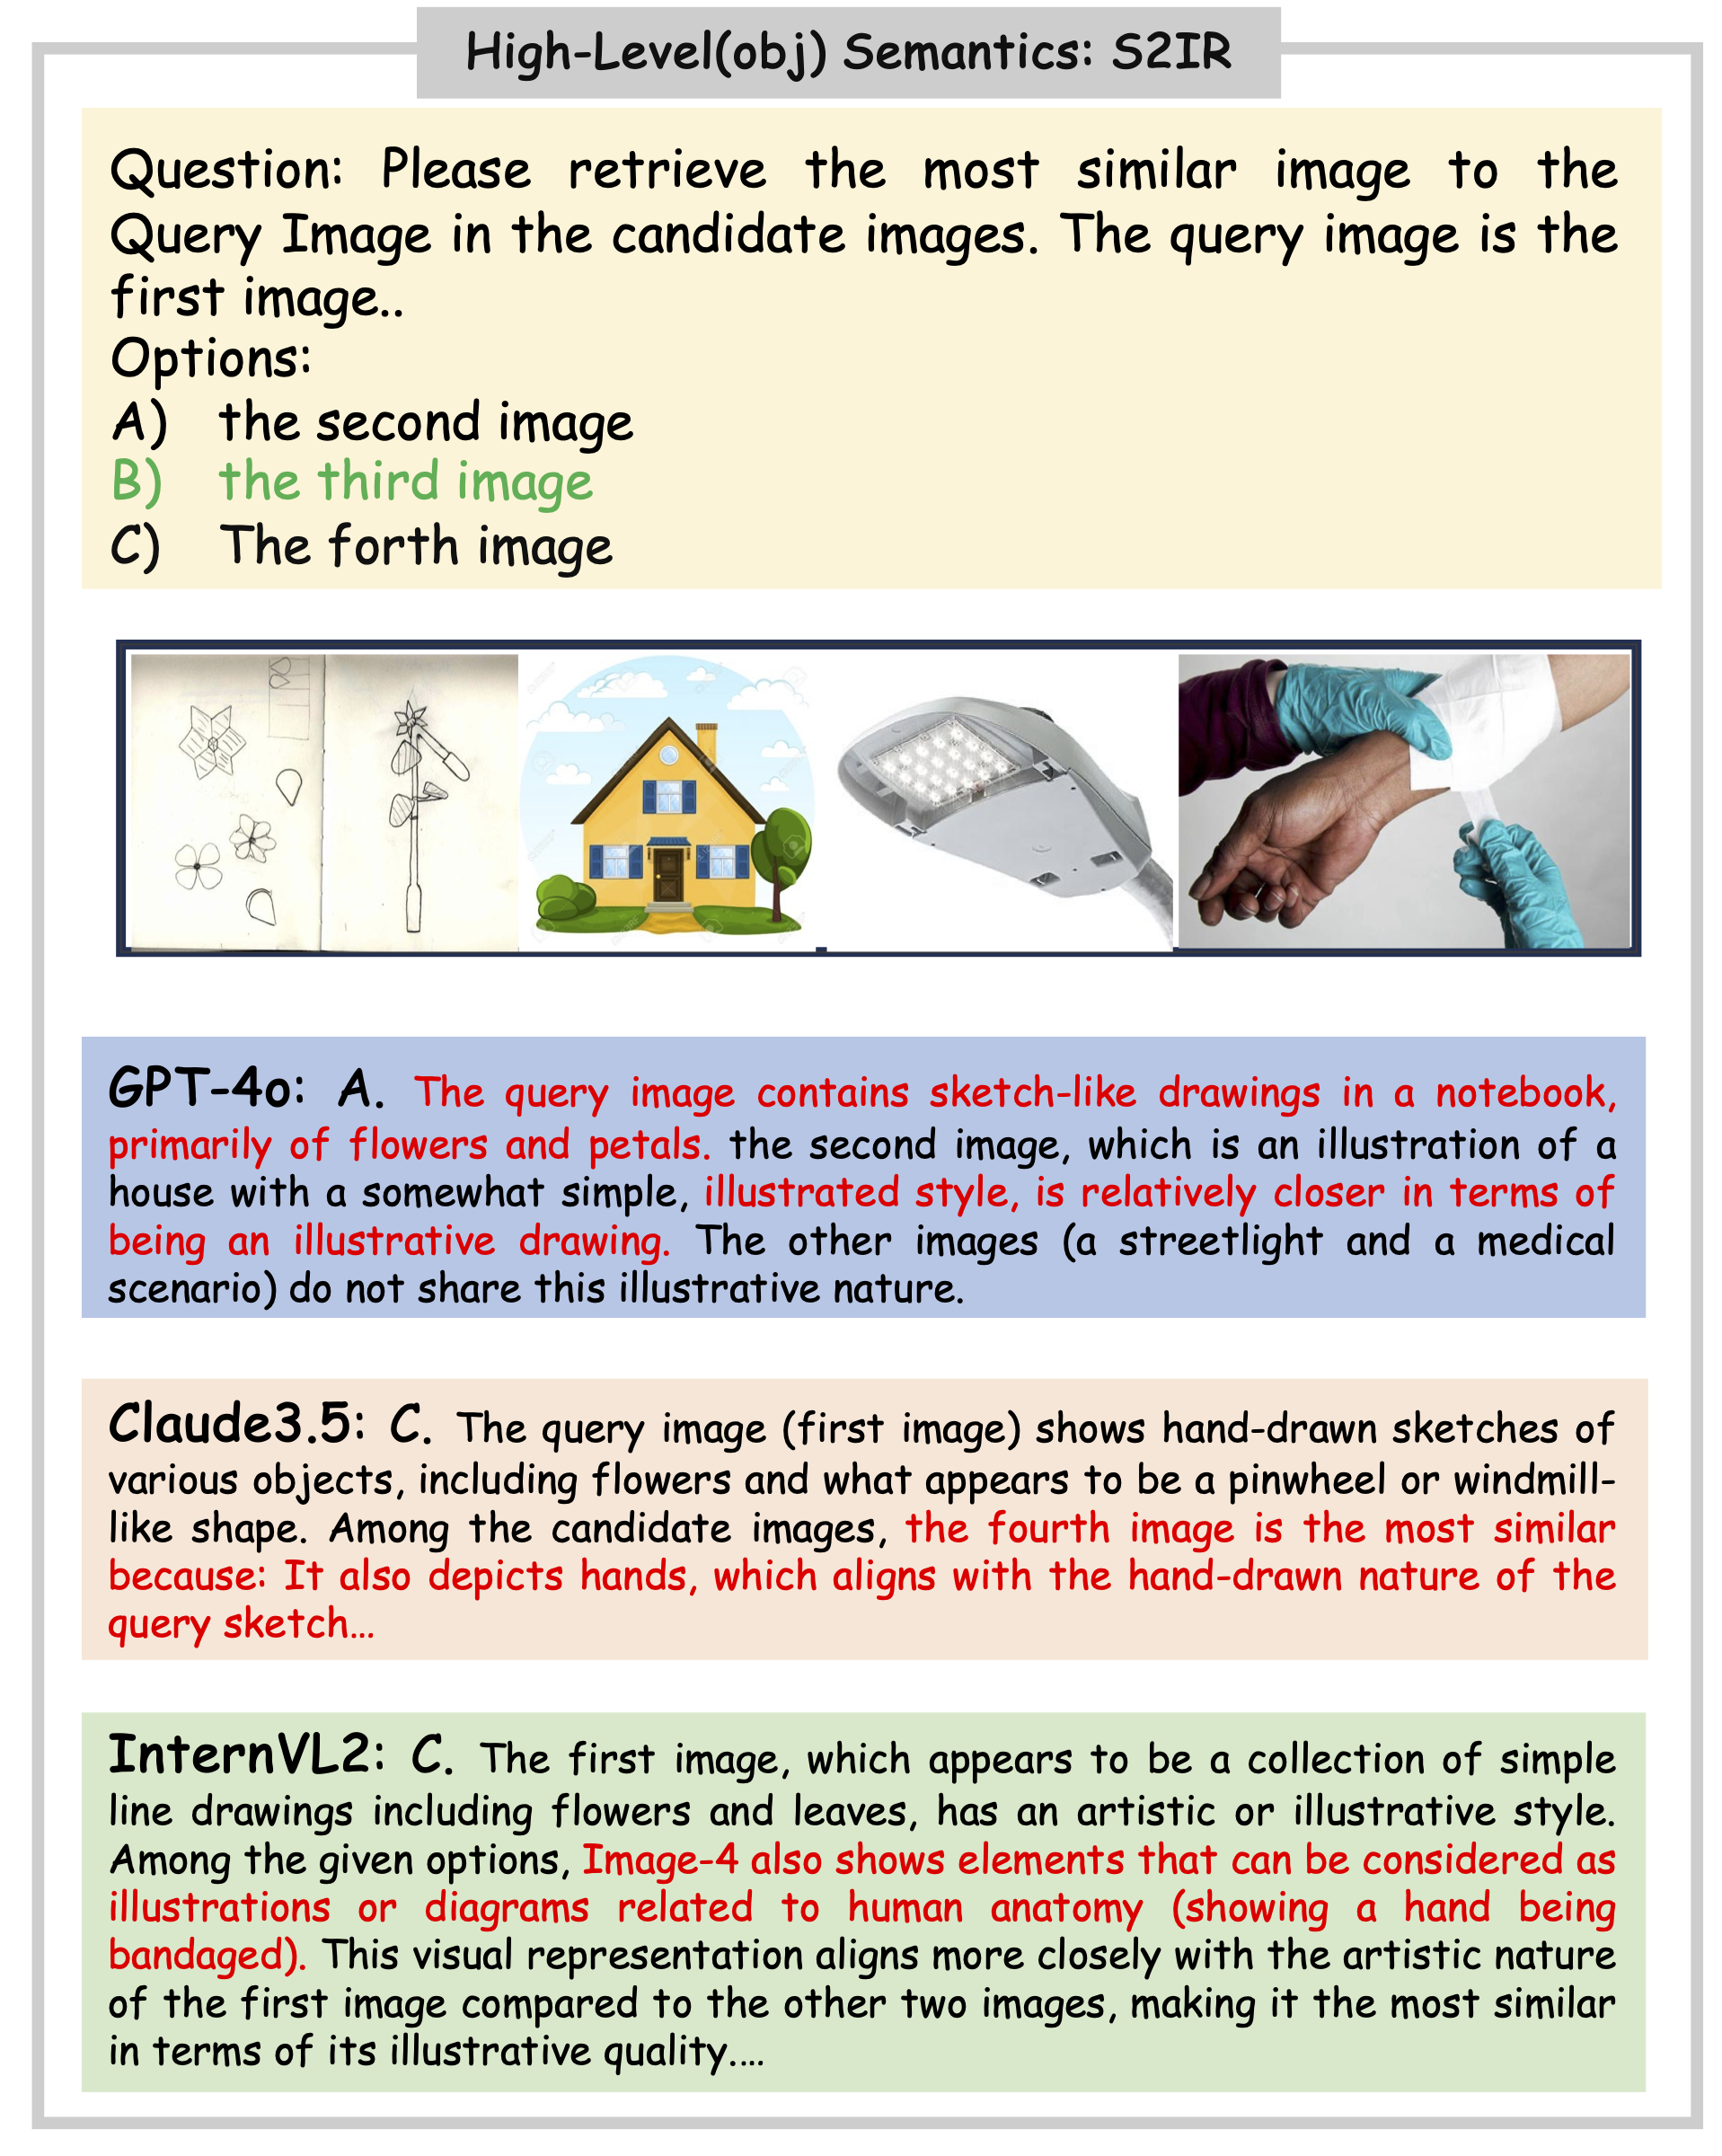 High-Level(obj) Semantics: S2IR
Question: Please retrieve the most similar image to the
Query Image in the candidate images. The query image is the
first image..
Options:
A) the second image
B) the third image
C) The forth image
GPT-4o: A. The query image contains sketch-like drawings in a notebook,
primarily of flowers and petals. the second image, which is an illustration of a
house with a somewhat simple, illustrated style, is relatively closer in terms of
being an illustrative drawing. The other images (a streetlight and a medical
scenario) do not share this illustrative nature.
Claude3.5: C. The query image (first image) shows hand-drawn sketches of
various objects, including flowers and what appears to be a pinwheel or windmill-
like shape. Among the candidate images, the fourth image is the most similar
because: It also depicts hands, which aligns with the hand-drawn nature of the
query sketch...
InternVL2: C. The first image, which appears to be a collection of simple
line drawings including flowers and leaves, has an artistic or illustrative style.
Among the given options, Image-4 also shows elements that can be considered as
illustrations or diagrams related to human anatomy (showing a hand being
bandaged). This visual representation aligns more closely with the artistic nature
of the first image compared to the other two images, making it the most similar
in terms of its illustrative quality....